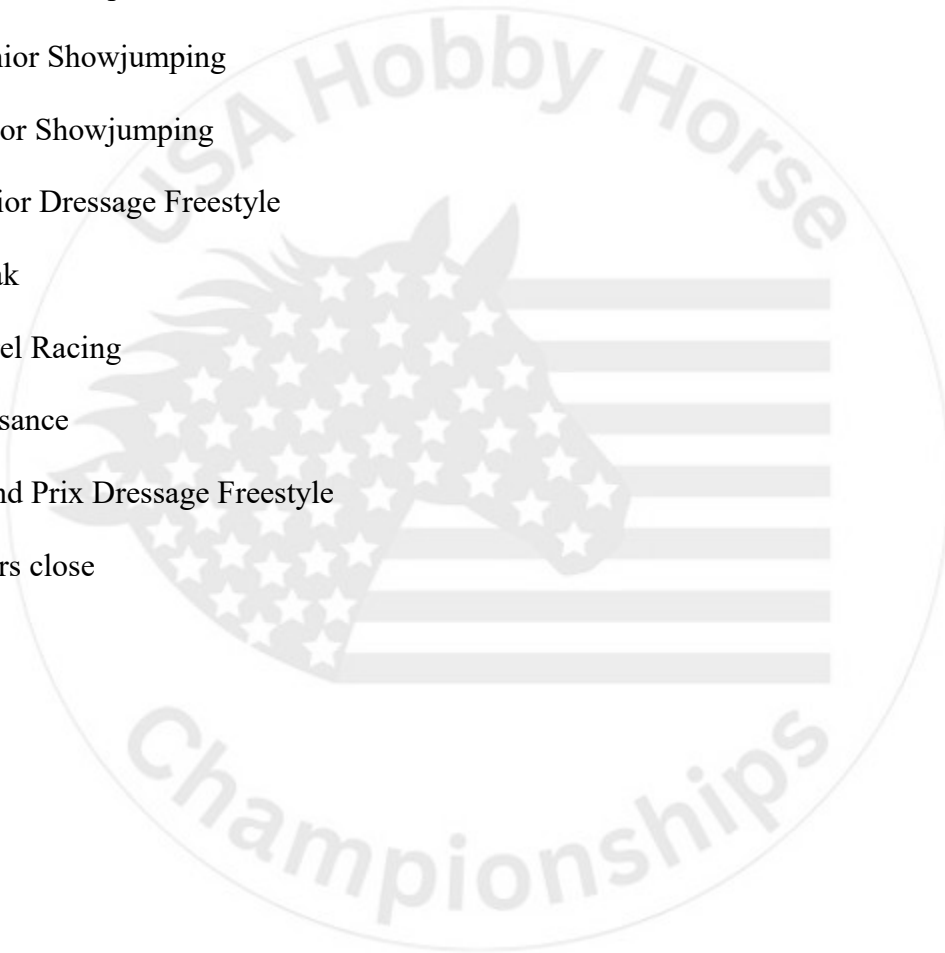 USA Hobby Horse
nior Showjumping
or Showjumping
ior Dressage Freestyle
ak
el Racing
sance
nd Prix Dressage Freestyle
rs close
Championships